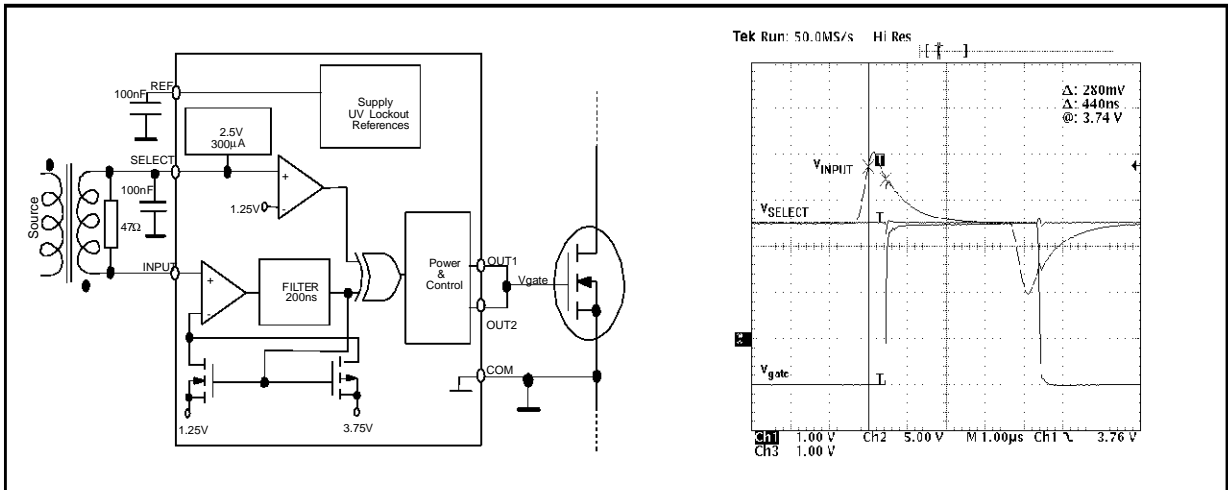 REF
100nF
Supply
UV Lockout
References
2.5V
300µA
SELECT
100nF
Source
47Ω
1.25V
INPUT
FILTER
200ns
Power
&
Control
OUT1
Vgate
OUT2
COM
1.25V
3.75V
+
-
+
-
Tek Run: 50.0MS/s Hi Res
[ T ]
Δ: 280mV
Δ: 440ns
@: 3.74 V
VINPUT
T
VSELECT
Vgate
Ch1 1.00 V Ch2 5.00 V M 1.00µs Ch1 3.76 V
Ch3 1.00 V